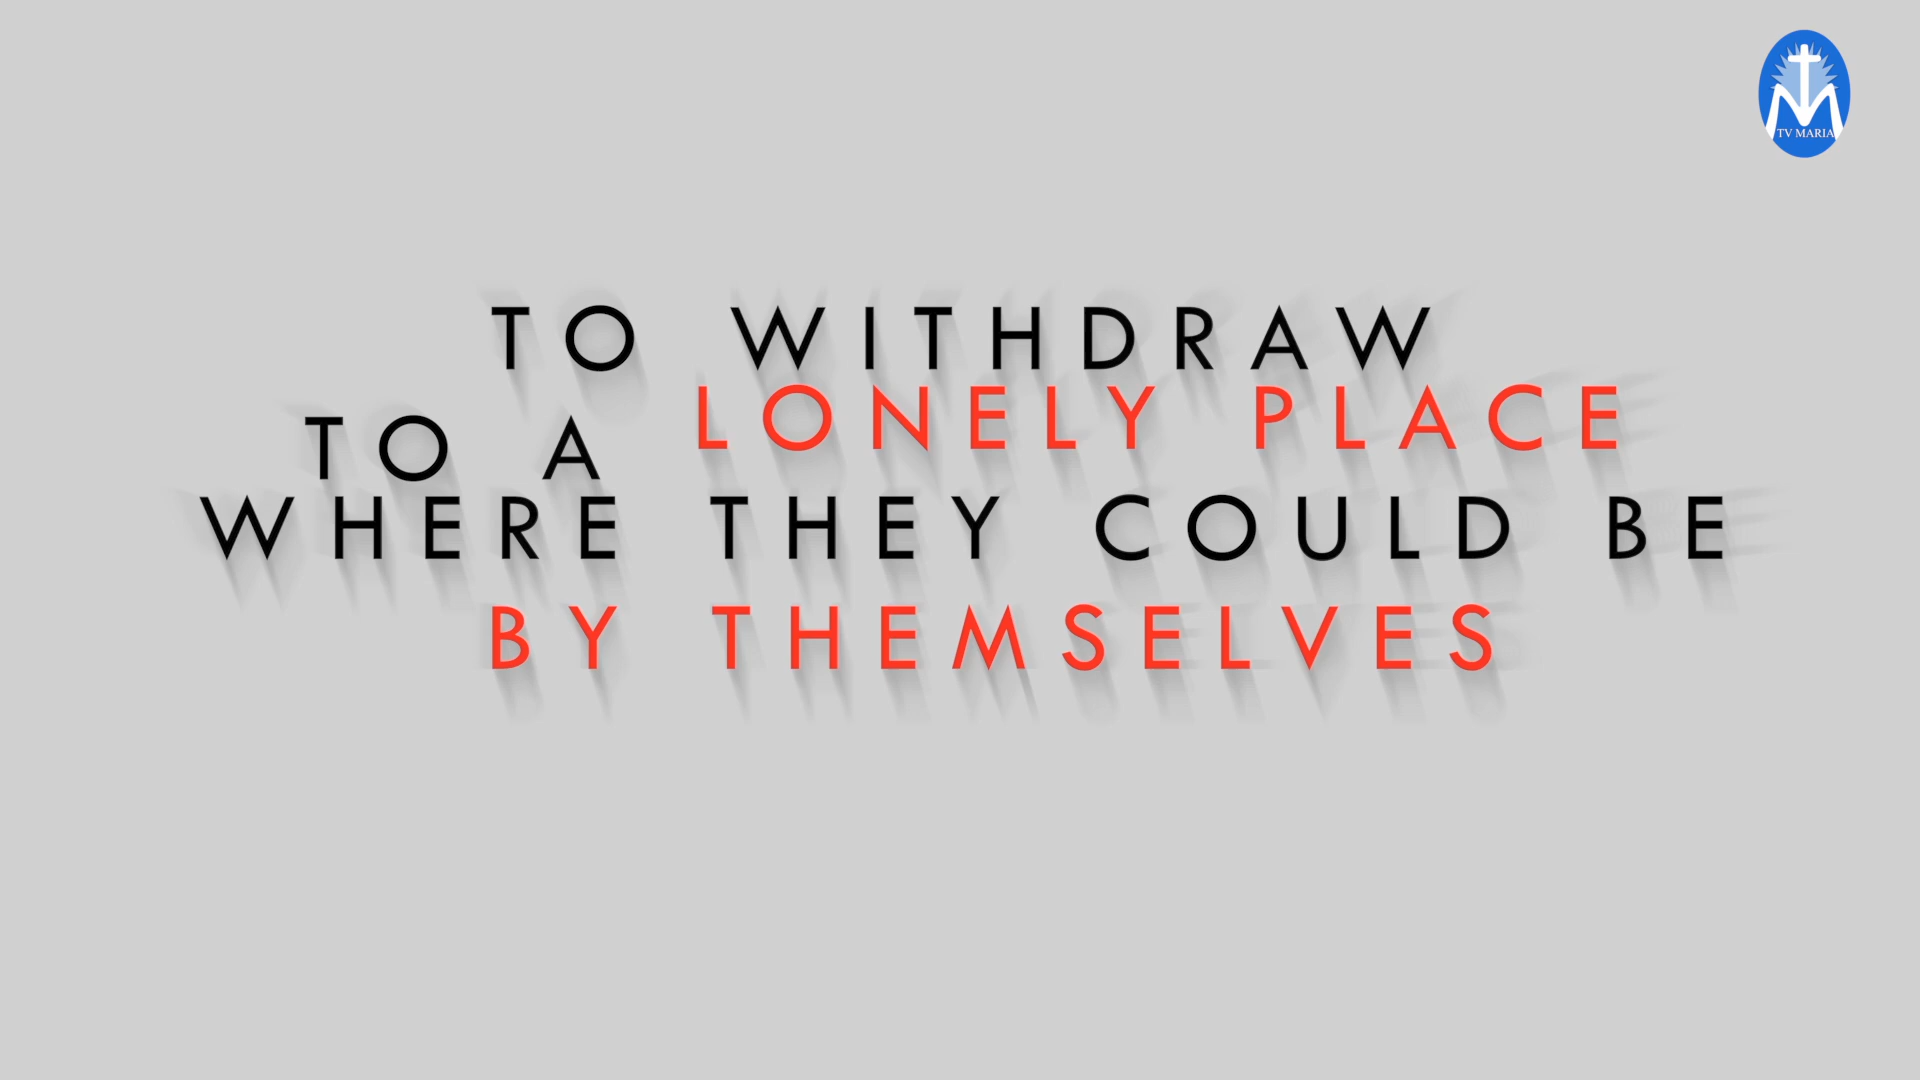 TO WITHDRAW
TO A LONELY PLACE
WHERE THEY COULD BE
BY THEMSELVES
TV MARIA